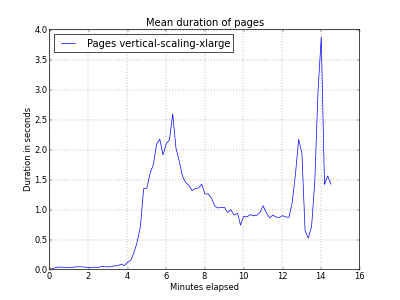 Mean duration of pages
Pages vertical-scaling-xlarge
Duration in seconds
4.0
3.5
3.0
2.5
2.0
1.5
1.0
0.5
0.0
0 2 4 6 8 10 12 14 16
Minutes elapsed